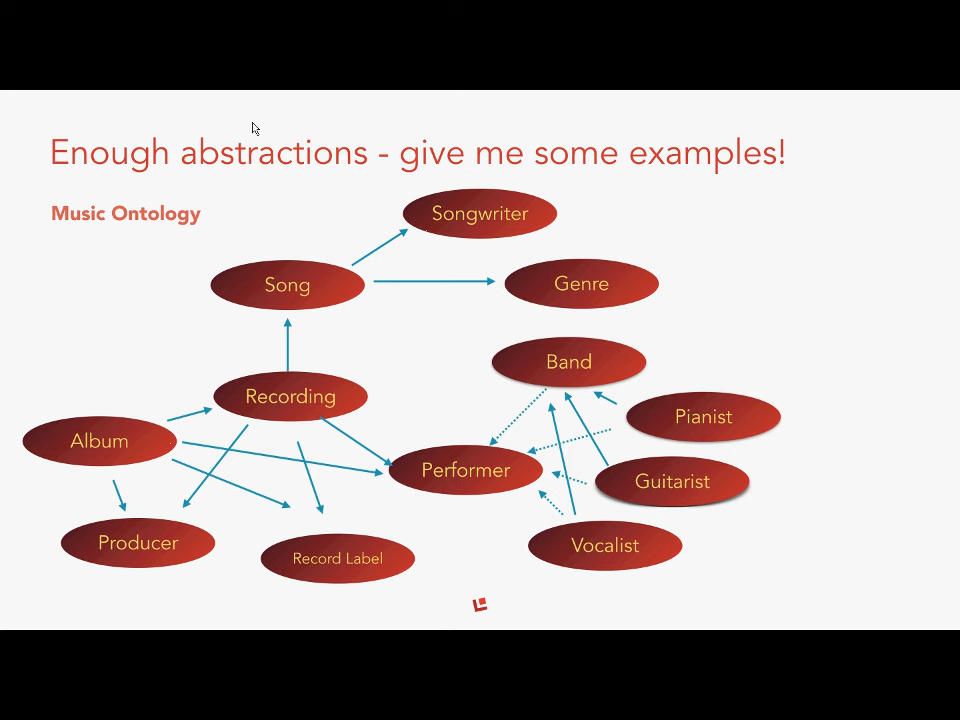 Enough abstractions - give me some examples!
Music Ontology
Songwriter
Song
Genre
Band
Recording
Pianist
Album
Performer
Guitarist
Producer
Record Label
Vocalist